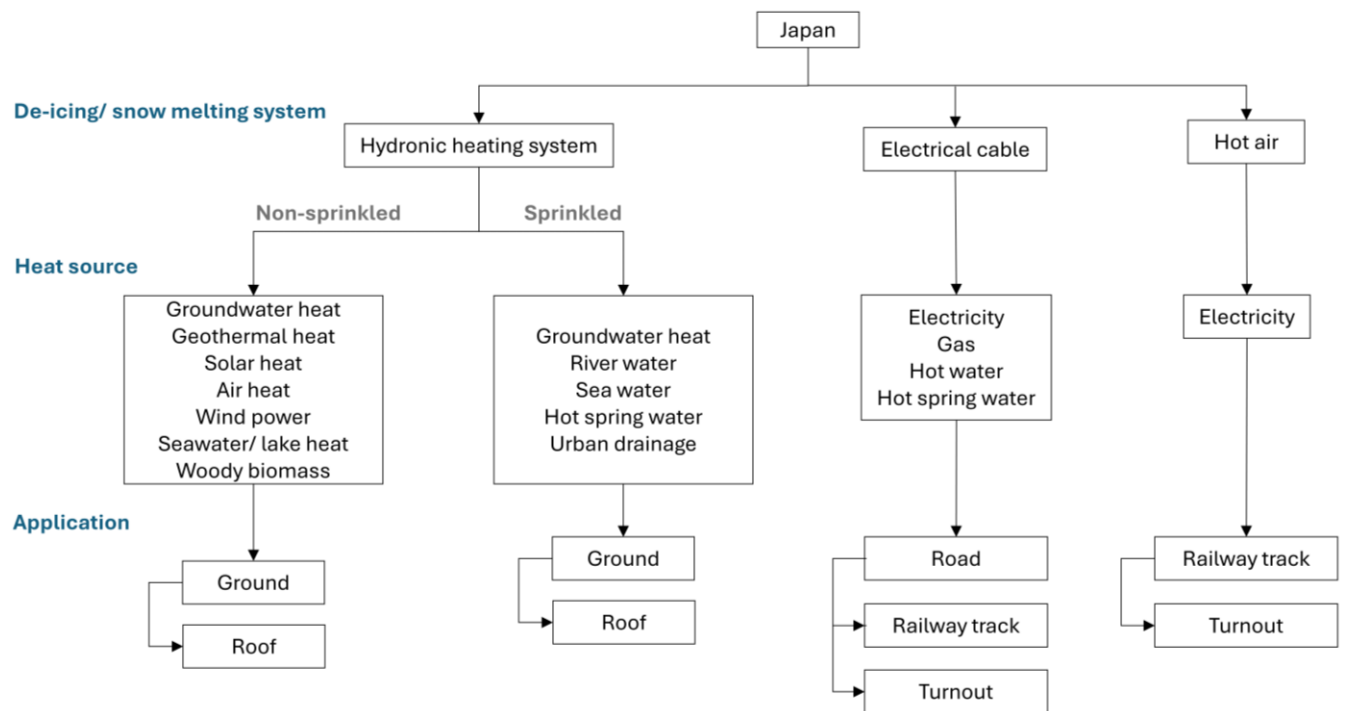 Japan
De-icing/ snow melting system
Hydronic heating system
Electrical cable
Hot air
Non-sprinkled
Sprinkled
Heat source
Groundwater heat
Geothermal heat
Solar heat
Air heat
Wind power
Seawater/ lake heat
Woody biomass
Groundwater heat
River water
Sea water
Hot spring water
Urban drainage
Electricity
Gas
Hot water
Hot spring water
Electricity
Application
Ground
Roof
Ground
Roof
Road
Railway track
Turnout
Railway track
Turnout